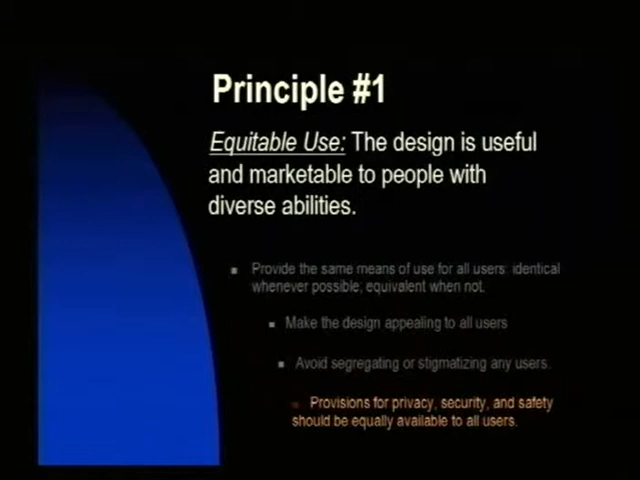 Principle #1
Equitable Use: The design is useful
and marketable to people with
diverse abilities.
Provide the same means of use for all users: identical
whenever possible; equivalent when not.
Make the design appealing to all users
Avoid segregating or stigmatizing any users.
Provisions for privacy, security, and safety
should be equally available to all users.